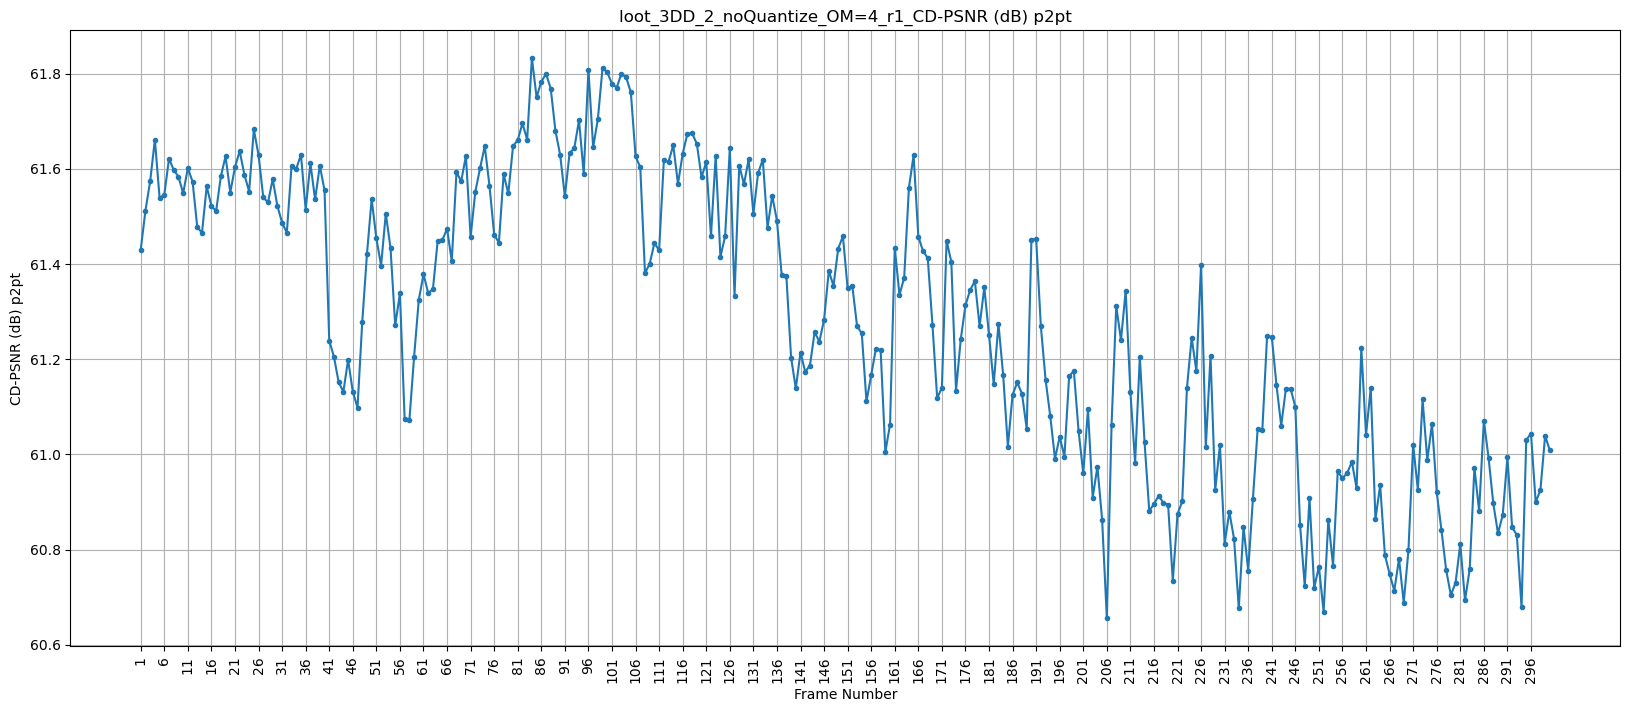 loot_3DD_2_noQuantize_OM=4_r1_CD-PSNR (dB) p2pt
CD-PSNR (dB) p2pt
61.8
61.6
61.4
61.2
61.0
60.8
60.6
1 6 11 16 21 26 31 36 41 46 51 56 61 66 71 76 81 86 91 96 101 106 111 116 121 126 131 136 141 146 151 156 161 166 171 176 181 186 191 196 201 206 211 216 221 226 231 236 241 246 251 256 261 266 271 276 281 286 291 296
Frame Number